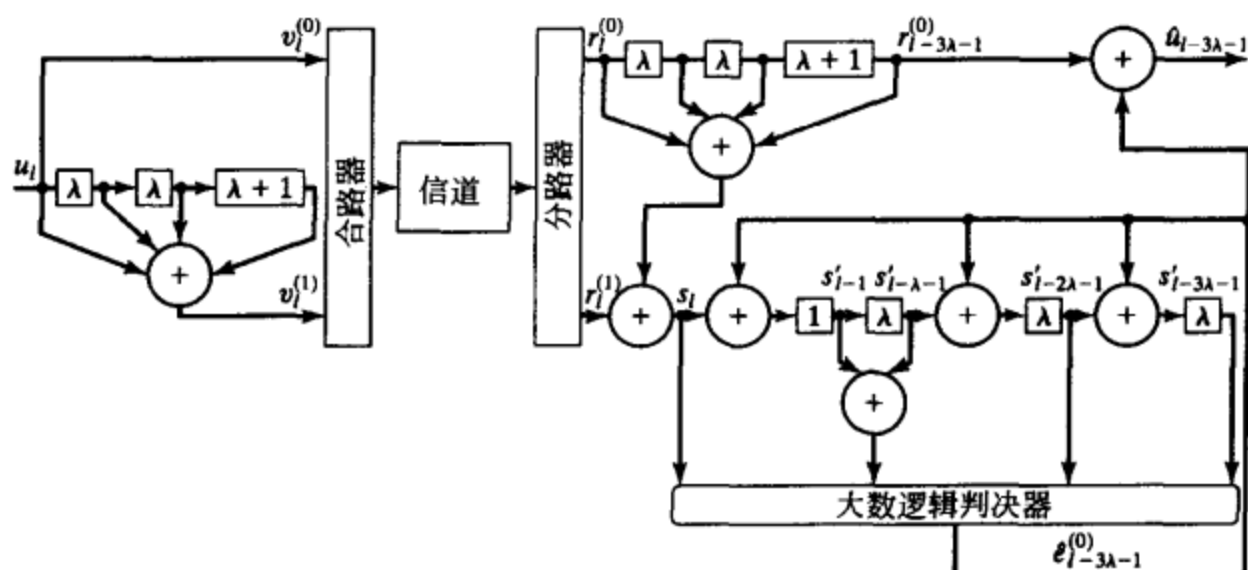 v_l^{(0)}
r_l^{(0)}
λ
λ
λ + 1
r_{l-3λ-1}^{(0)}
+
û_{l-3λ-1}
+
u_l
λ
λ
λ + 1
合路器
信道
分路器
+
v_l^{(1)}
r_l^{(1)}
+
s_l
+
1
s'_{l-1}
λ
s'_{l-λ-1}
+
λ
s'_{l-2λ-1}
+
λ
s'_{l-3λ-1}
+
大数逻辑判决器
ê_{l-3λ-1}^{(0)}